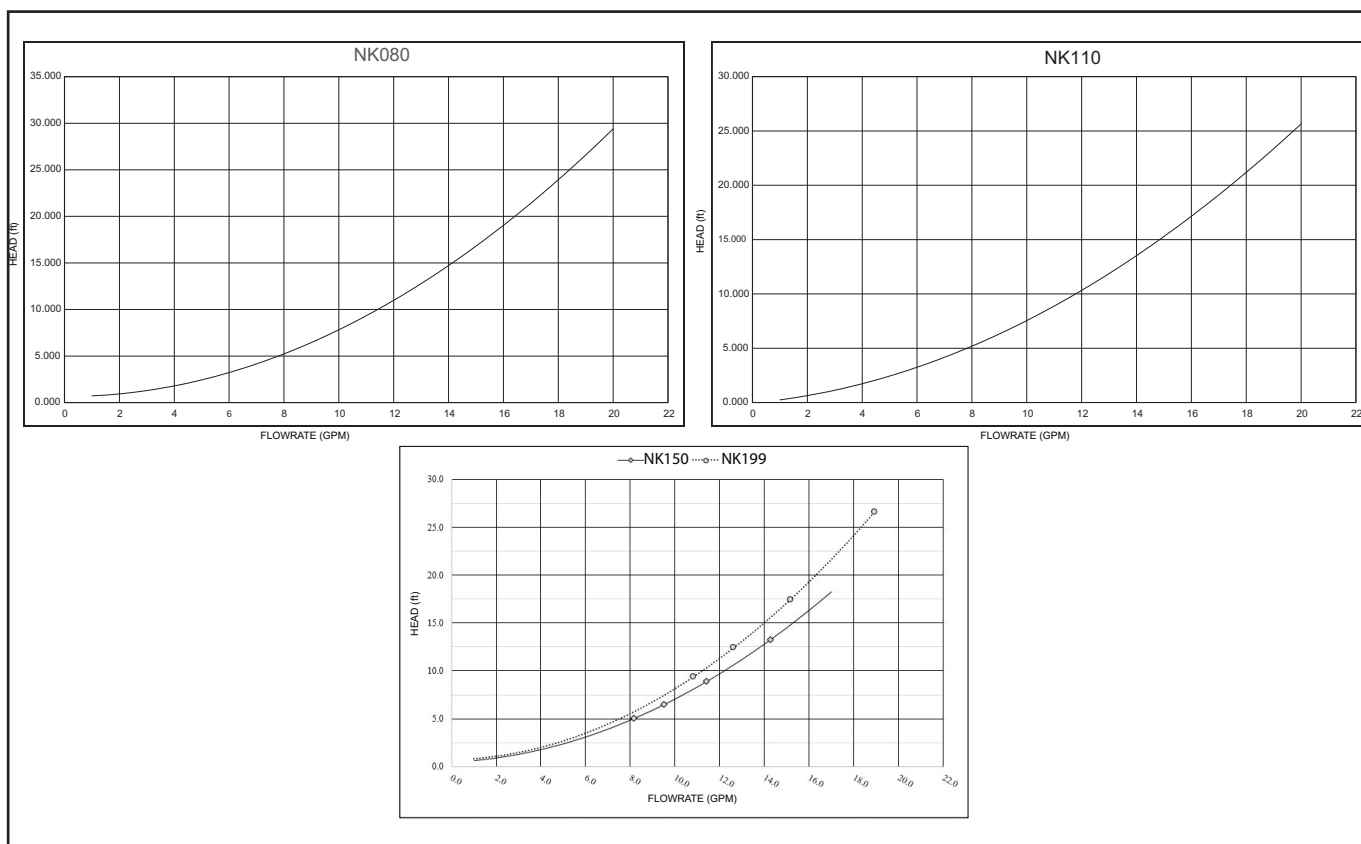 NK080
35.000
30.000
25.000
20.000
15.000
10.000
5.000
0.000
HEAD (ft)
0 2 4 6 8 10 12 14 16 18 20 22
FLOWRATE (GPM)
NK110
30.000
25.000
20.000
15.000
10.000
5.000
0.000
HEAD (ft)
0 2 4 6 8 10 12 14 16 18 20 22
FLOWRATE (GPM)
NK150 NK199
30.0
25.0
20.0
15.0
10.0
5.0
0.0
HEAD (ft)
0.0 2.0 4.0 6.0 8.0 10.0 12.0 14.0 16.0 18.0 20.0 22.0
FLOWRATE (GPM)